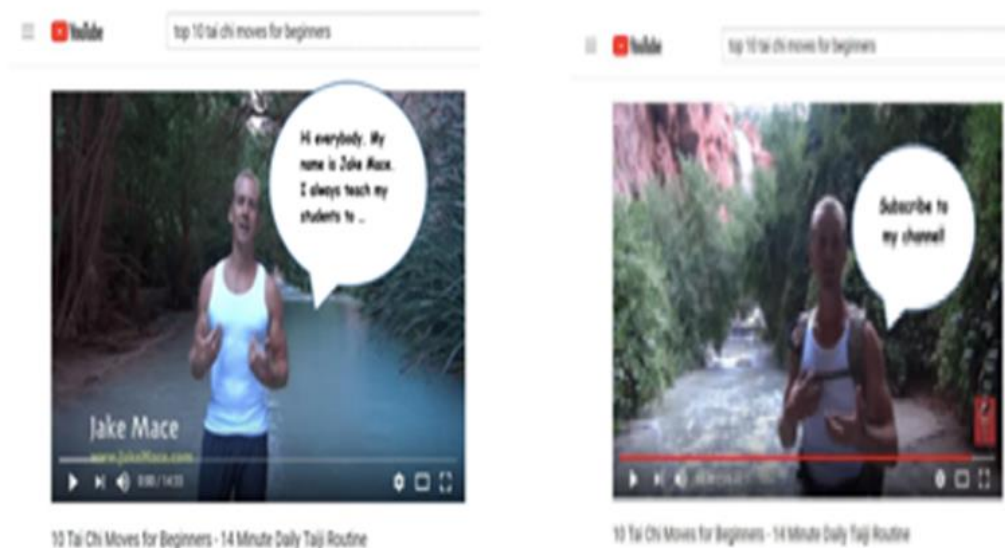 YouTube
top 10 tai chi moves for beginners
Hi everybody. My
name is Jake Mace.
I always teach my
students to ...
Jake Mace
www.JakeMace.com
0:00 / 14:33
10 Tai Chi Moves for Beginners - 14 Minute Daily Taiji Routine
YouTube
top 10 tai chi moves for beginners
Subscribe to
my channel!
10 Tai Chi Moves for Beginners - 14 Minute Daily Taiji Routine